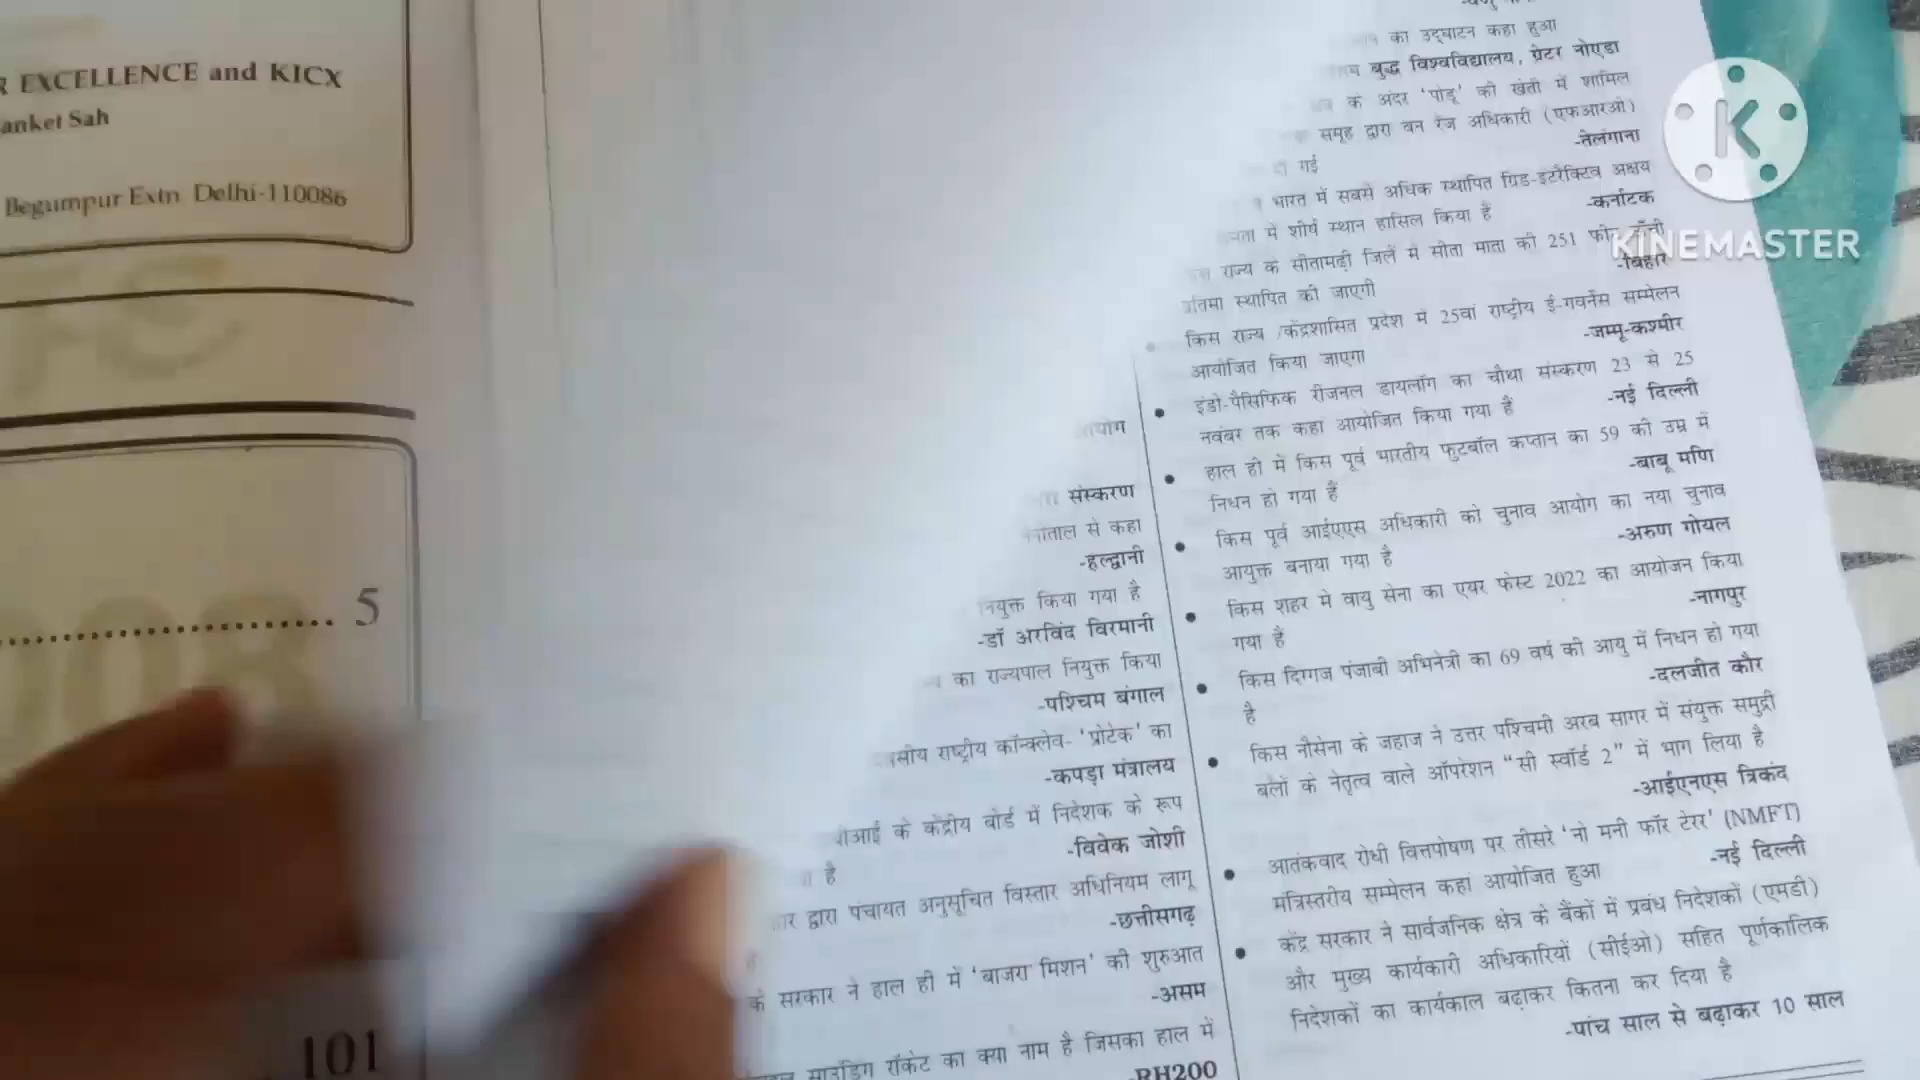 R EXCELLENCE and KICX
anket Sah
Begumpur Extn Delhi-110086
5
101
संस्करण
से कहा
-हल्द्वानी
नियुक्त किया गया है
-डॉ अरविंद विरमानी
का राज्यपाल नियुक्त किया
-पश्चिम बंगाल
राष्ट्रीय कॉन्क्लेव- 'प्रोटेक' का
-कपड़ा मंत्रालय
के केंद्रीय बोर्ड में निदेशक के रूप
-विवेक जोशी
है
द्वारा पंचायत अनुसूचित विस्तार अधिनियम लागू
-छत्तीसगढ़
के सरकार ने हाल ही में 'बाजरा मिशन' की शुरुआत
-असम
साउंडिंग रॉकेट का क्या नाम है जिसका हाल में
-RH200
का उद्घाटन कहा हुआ
बुद्ध विश्वविद्यालय, ग्रेटर नोएडा
के अंदर 'पोडू' की खेती में शामिल
समूह द्वारा वन रेंज अधिकारी (एफआरओ)
-तेलंगाना
गई
भारत में सबसे अधिक स्थापित ग्रिड-इंटरैक्टिव अक्षय
-कर्नाटक
में शीर्ष स्थान हासिल किया है
राज्य के सीतामढ़ी जिलें में सीता माता की 251
-बिहार
स्थापित की जाएगी
किस राज्य /केंद्रशासित प्रदेश में 25वां राष्ट्रीय ई-गवर्नेंस सम्मेलन
-जम्मू-कश्मीर
आयोजित किया जाएगा
• इंडो-पैसिफिक रीजनल डायलॉग का चौथा संस्करण 23 से 25
-नई दिल्ली
नवंबर तक कहा आयोजित किया गया है
• हाल ही में किस पूर्व भारतीय फुटबॉल कप्तान का 59 की उम्र में
-बाबू मणि
निधन हो गया है
• किस पूर्व आईएएस अधिकारी को चुनाव आयोग का नया चुनाव
-अरुण गोयल
आयुक्त बनाया गया है
• किस शहर में वायु सेना का एयर फेस्ट 2022 का आयोजन किया
-नागपुर
गया है
• किस दिग्गज पंजाबी अभिनेत्री का 69 वर्ष की आयु में निधन हो गया
-दलजीत कौर
है
• किस नौसेना के जहाज ने उत्तर पश्चिमी अरब सागर में संयुक्त समुद्री
बलों के नेतृत्व वाले ऑपरेशन “सी स्वॉर्ड 2” में भाग लिया है
-आईएनएस त्रिकंद
• आतंकवाद रोधी वित्तपोषण पर तीसरे 'नो मनी फॉर टेरर' (NMFT)
-नई दिल्ली
मंत्रिस्तरीय सम्मेलन कहां आयोजित हुआ
• केंद्र सरकार ने सार्वजनिक क्षेत्र के बैंकों में प्रबंध निदेशकों (एमडी)
और मुख्य कार्यकारी अधिकारियों (सीईओ) सहित पूर्णकालिक
निदेशकों का कार्यकाल बढ़ाकर कितना कर दिया है
-पांच साल से बढ़ाकर 10 साल
KINEMASTER